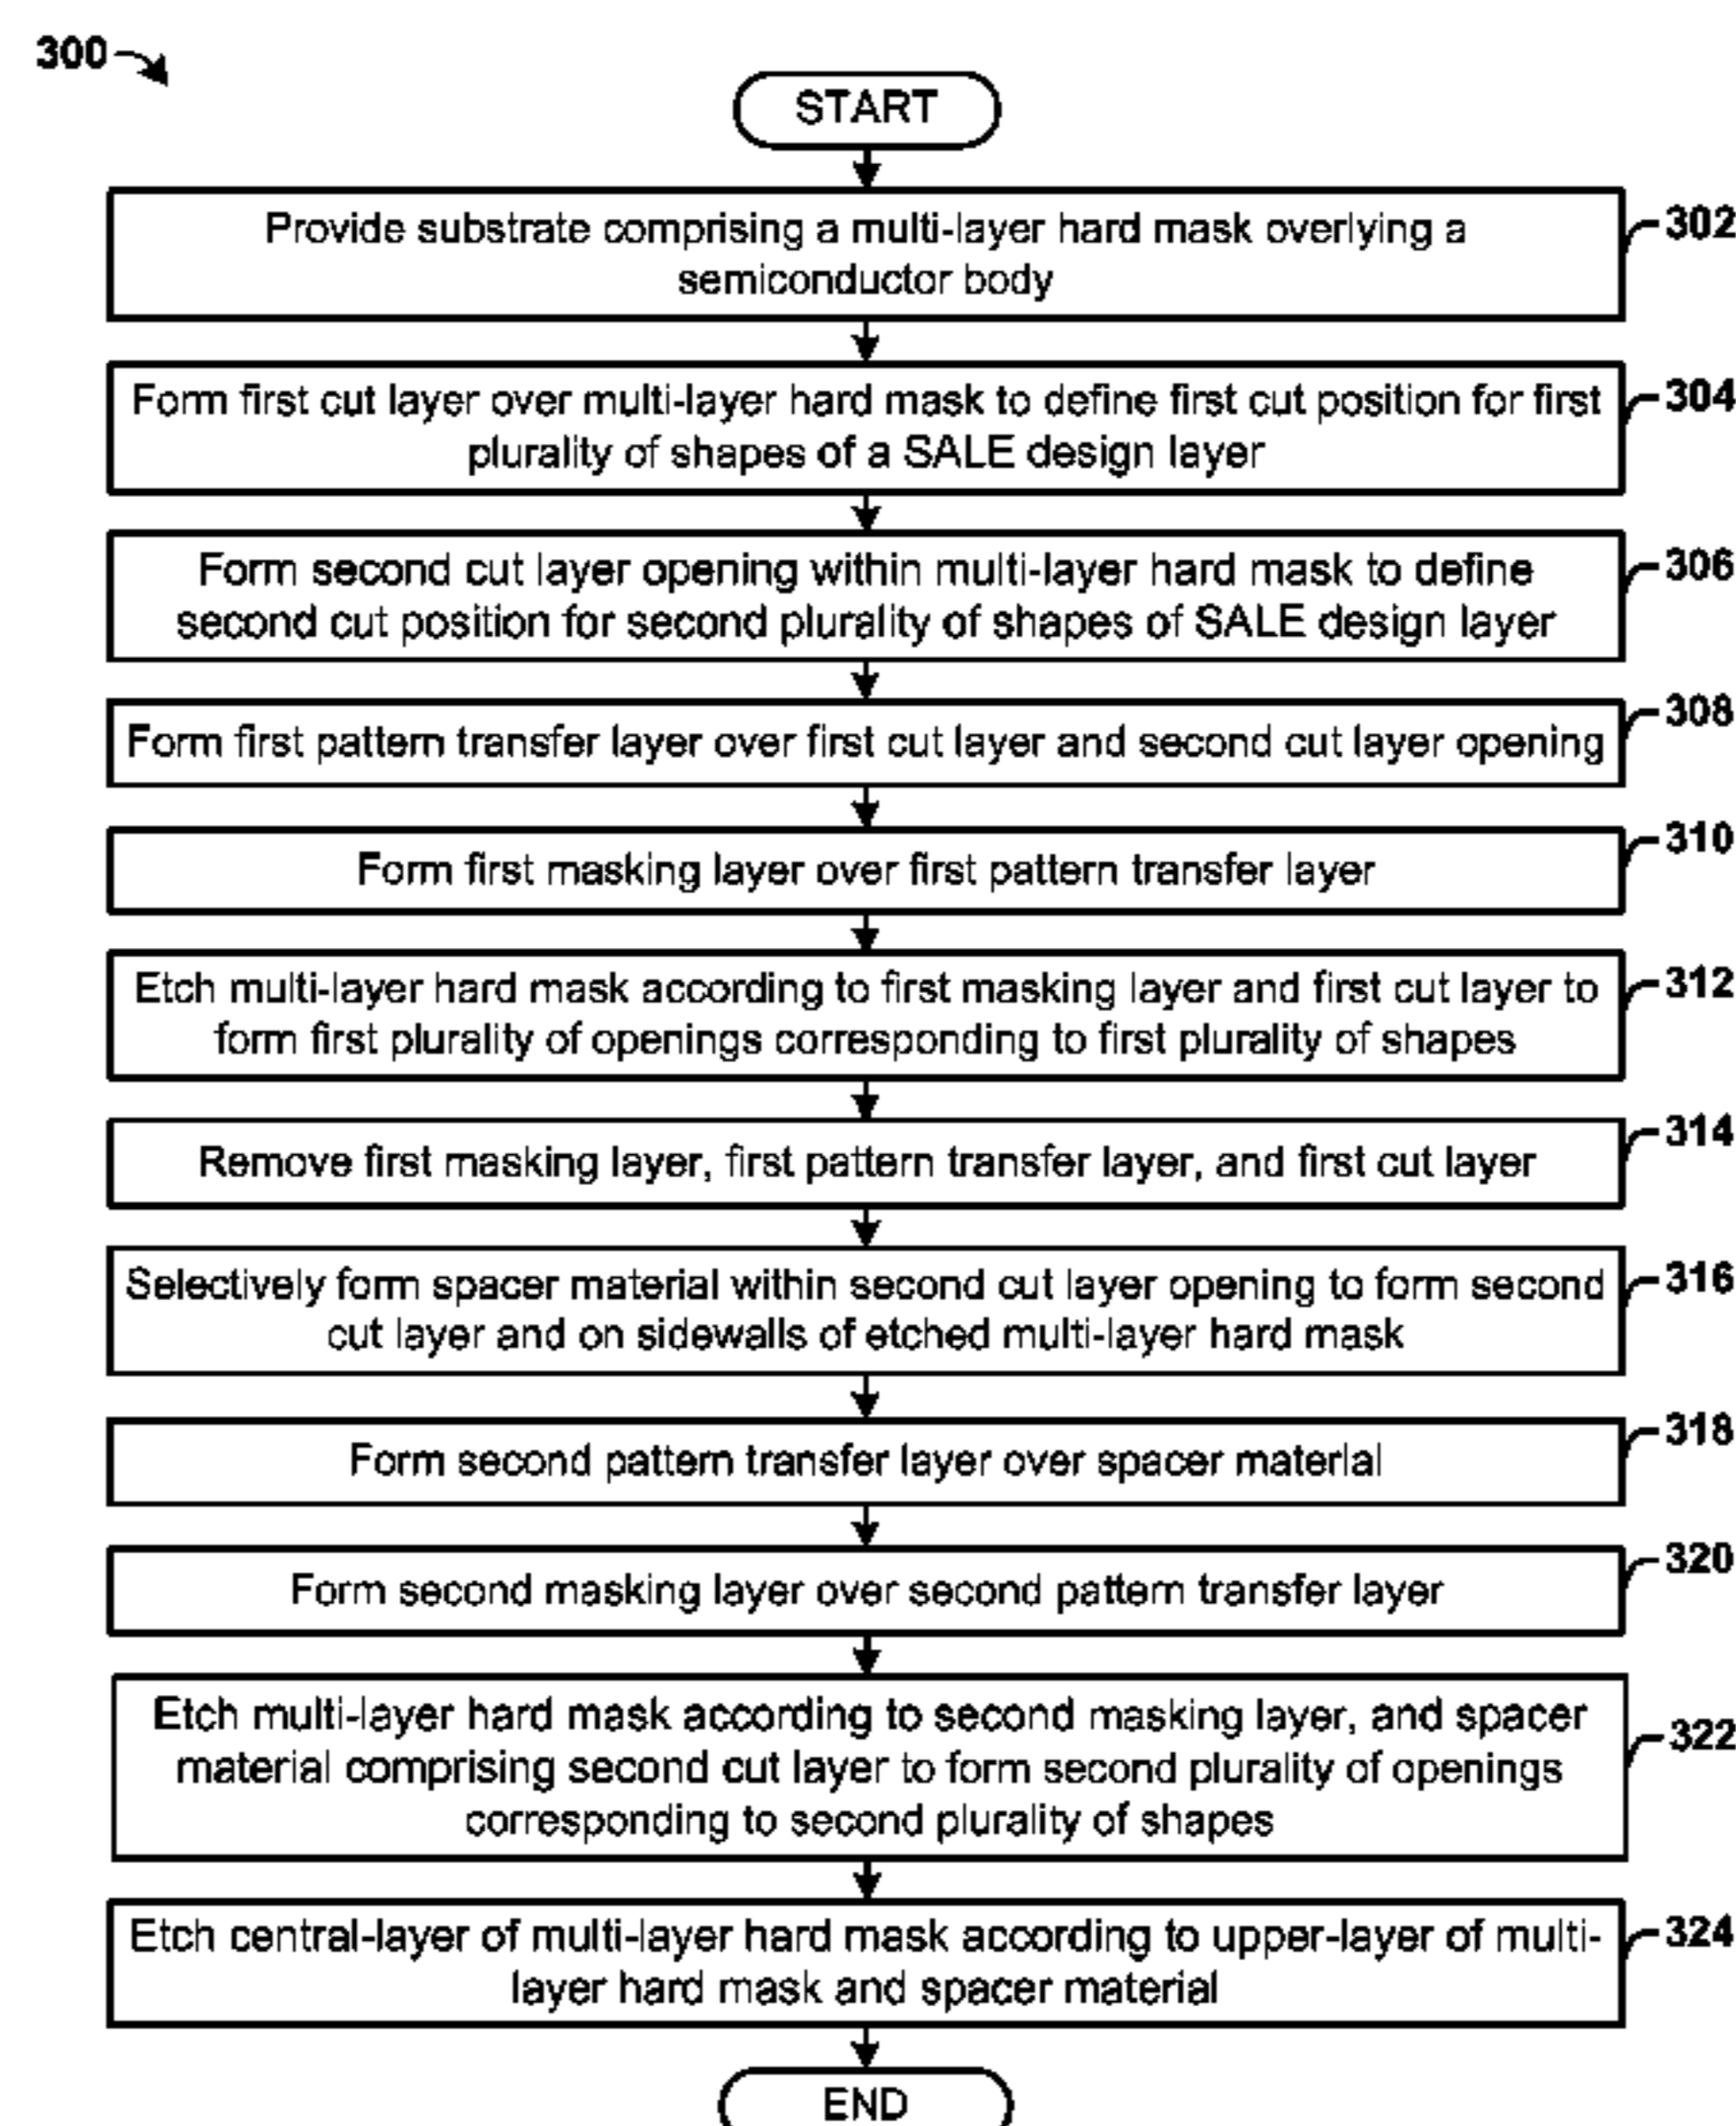 300
START
Provide substrate comprising a multi-layer hard mask overlying a
semiconductor body
302
Form first cut layer over multi-layer hard mask to define first cut position for first
plurality of shapes of a SALE design layer
304
Form second cut layer opening within multi-layer hard mask to define
second cut position for second plurality of shapes of SALE design layer
306
Form first pattern transfer layer over first cut layer and second cut layer opening
308
Form first masking layer over first pattern transfer layer
310
Etch multi-layer hard mask according to first masking layer and first cut layer to
form first plurality of openings corresponding to first plurality of shapes
312
Remove first masking layer, first pattern transfer layer, and first cut layer
314
Selectively form spacer material within second cut layer opening to form second
cut layer and on sidewalls of etched multi-layer hard mask
316
Form second pattern transfer layer over spacer material
318
Form second masking layer over second pattern transfer layer
320
Etch multi-layer hard mask according to second masking layer, and spacer
material comprising second cut layer to form second plurality of openings
corresponding to second plurality of shapes
322
Etch central-layer of multi-layer hard mask according to upper-layer of multi-
layer hard mask and spacer material
324
END